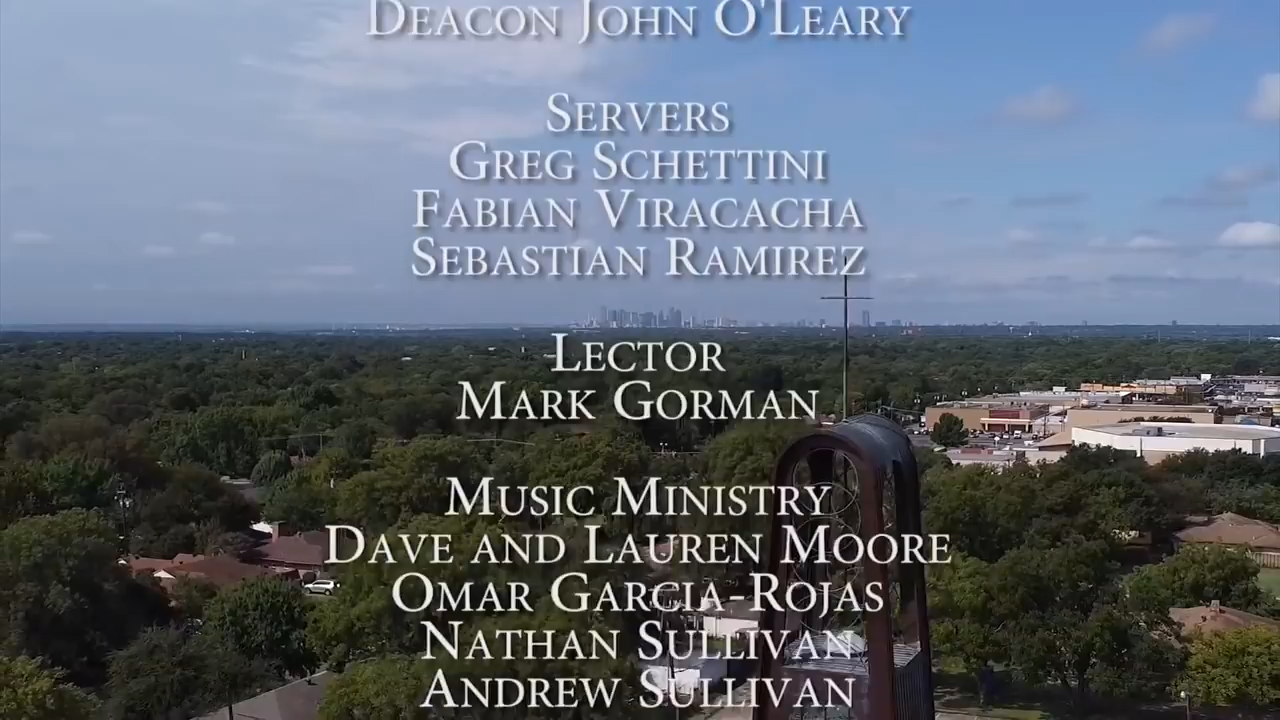 Deacon John O'Leary
Servers
Greg Schettini
Fabian Viracacha
Sebastian Ramirez
Lector
Mark Gorman
Music Ministry
Dave and Lauren Moore
Omar Garcia-Rojas
Nathan Sullivan
Andrew Sullivan